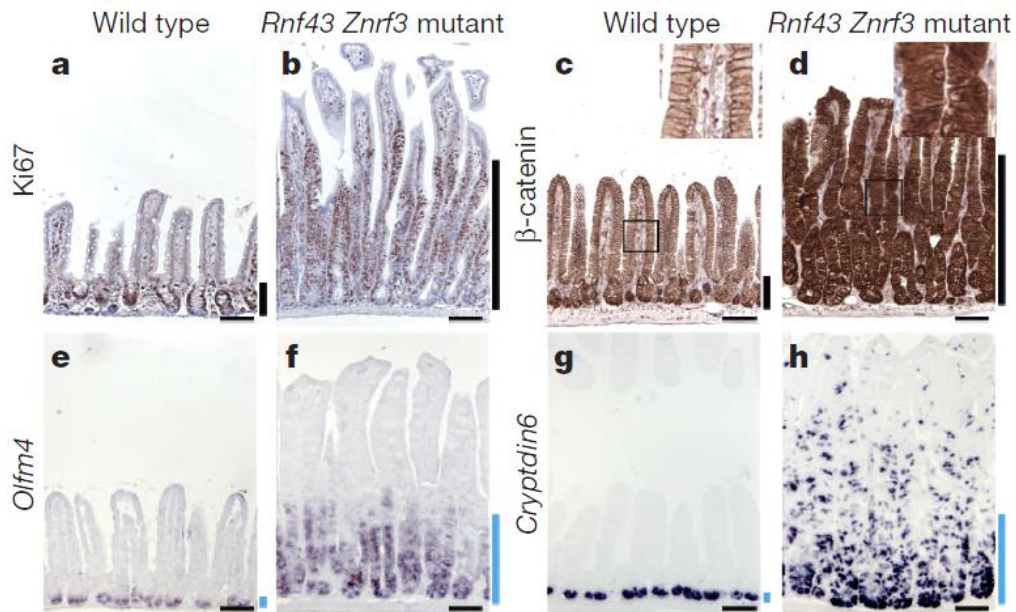 Wild type
Rnf43 Znrf3 mutant
Wild type
Rnf43 Znrf3 mutant
a
b
c
d
Ki67
β-catenin
e
f
g
h
Olfm4
Cryptdin6